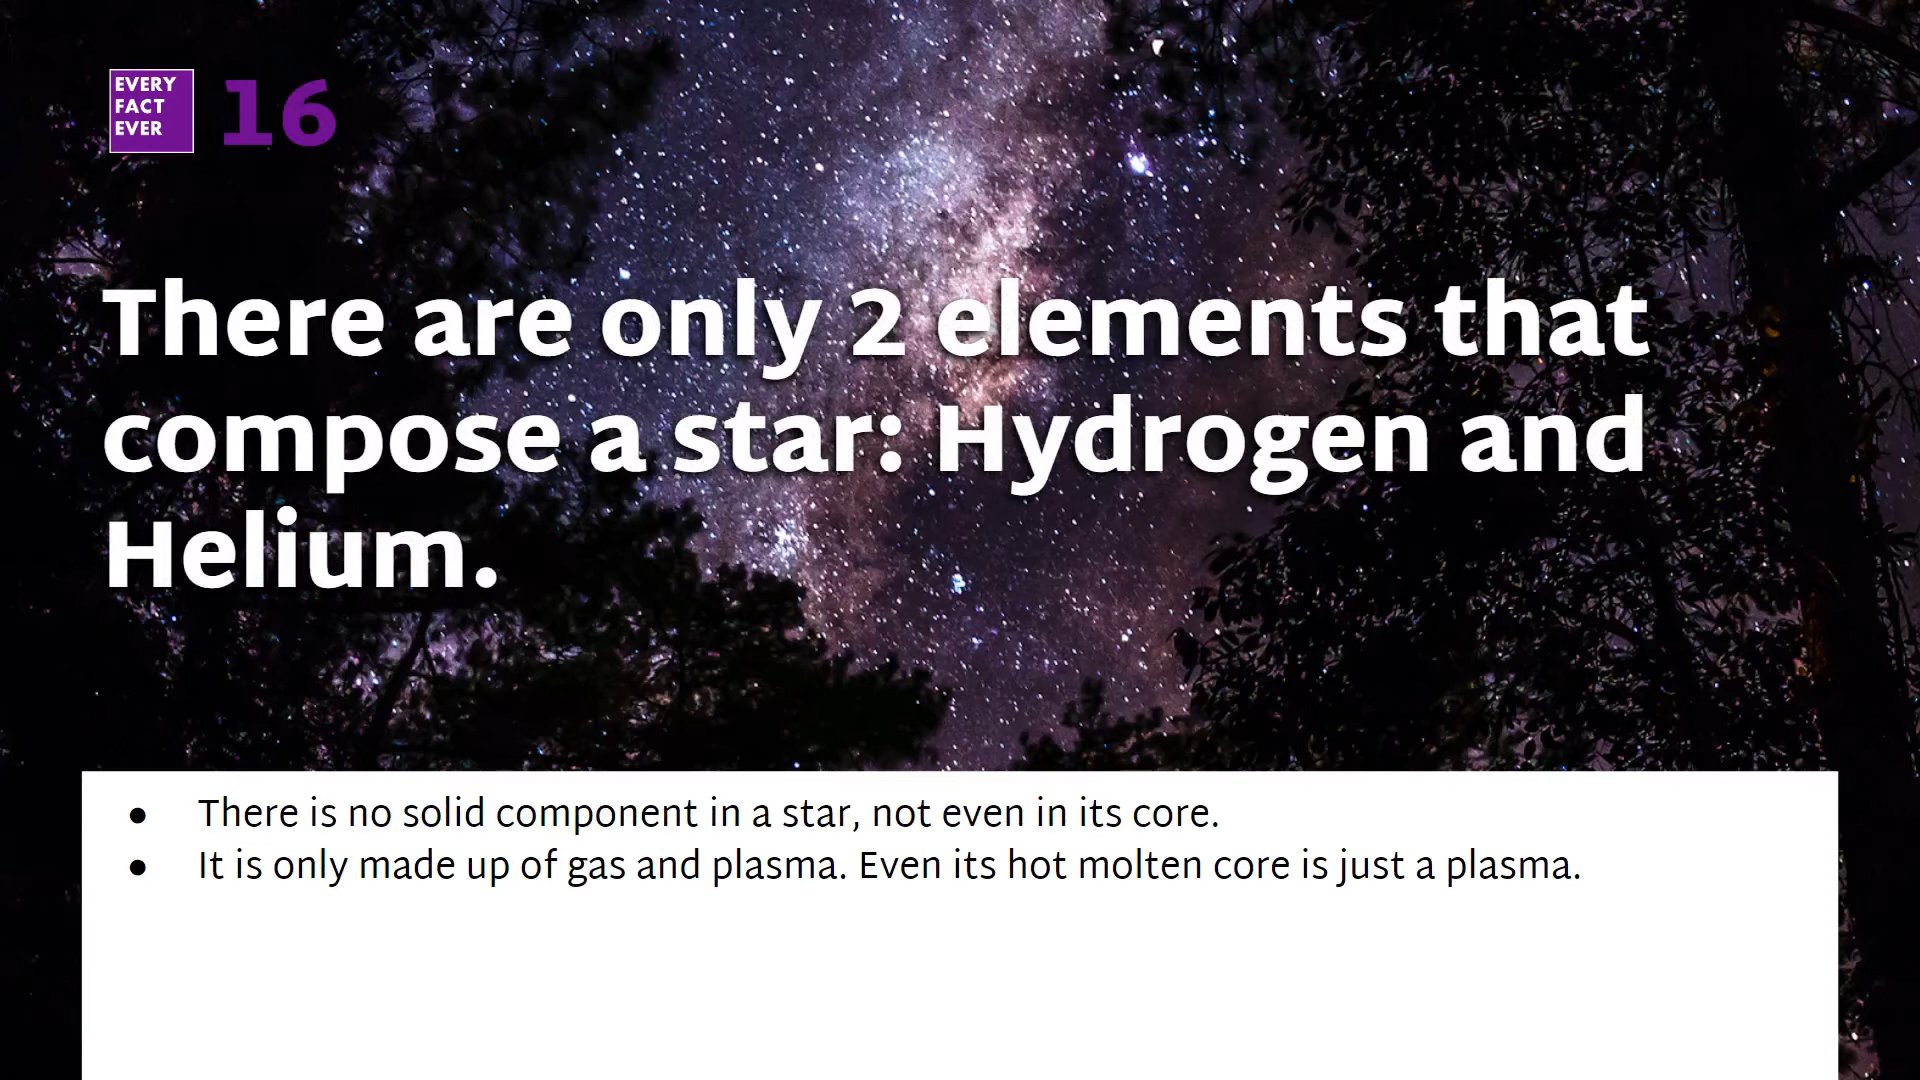 EVERY
FACT
EVER
16
There are only 2 elements that
compose a star: Hydrogen and
Helium.
● There is no solid component in a star, not even in its core.
● It is only made up of gas and plasma. Even its hot molten core is just a plasma.